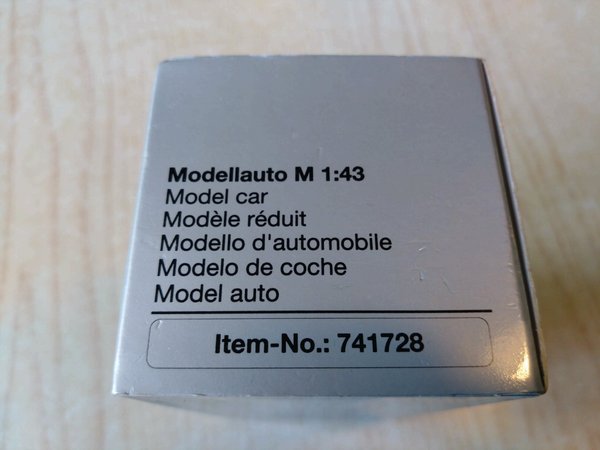 Modellauto M 1:43
Model car
Modèle réduit
Modello d'automobile
Modelo de coche
Model auto
Item-No.: 741728